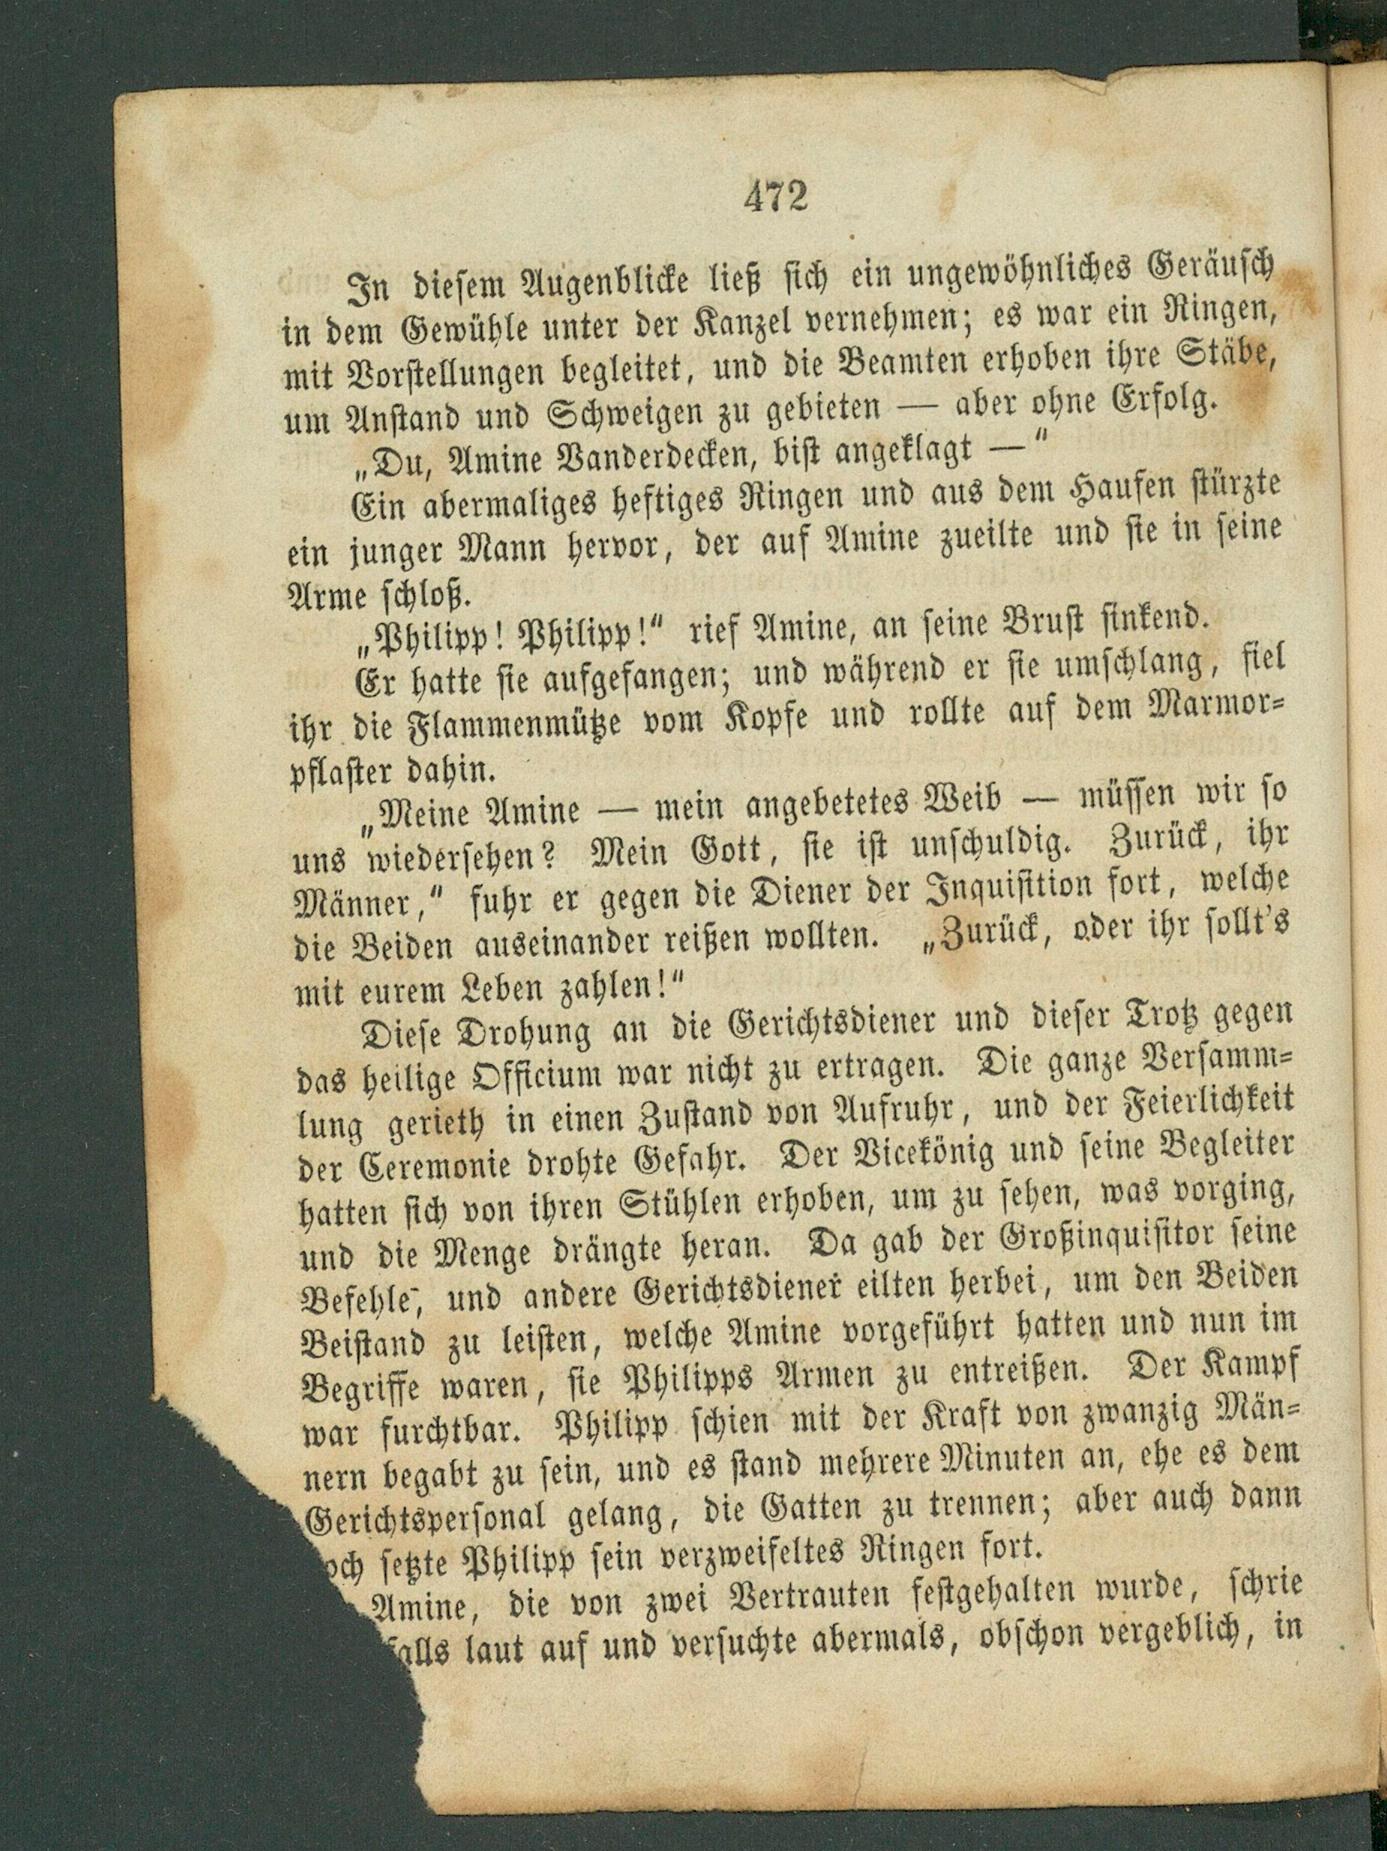 472
In diesem Augenblicke ließ sich ein ungewöhnliches Geräusch
in dem Gewühle unter der Kanzel vernehmen; es war ein Ringen,
mit Vorstellungen begleitet, und die Beamten erhoben ihre Stäbe,
um Anstand und Schweigen zu gebieten — aber ohne Erfolg.
„Du, Amine Vanderdecken, bist angeklagt —“
Ein abermaliges heftiges Ringen und aus dem Haufen stürzte
ein junger Mann hervor, der auf Amine zueilte und sie in seine
Arme schloß.
„Philipp! Philipp!“ rief Amine, an seine Brust sinkend.
Er hatte sie aufgefangen; und während er sie umschlang, fiel
ihr die Flammenmütze vom Kopfe und rollte auf dem Marmor=
pflaster dahin.
„Meine Amine — mein angebetetes Weib — müssen wir so
uns wiedersehen? Mein Gott, sie ist unschuldig. Zurück, ihr
Männer,“ fuhr er gegen die Diener der Inquisition fort, welche
die Beiden auseinander reißen wollten. „Zurück, oder ihr sollt's
mit eurem Leben zahlen!“
Diese Drohung an die Gerichtsdiener und dieser Trotz gegen
das heilige Officium war nicht zu ertragen. Die ganze Versamm=
lung gerieth in einen Zustand von Aufruhr, und der Feierlichkeit
der Ceremonie drohte Gefahr. Der Vicekönig und seine Begleiter
hatten sich von ihren Stühlen erhoben, um zu sehen, was vorging,
und die Menge drängte heran. Da gab der Großinquisitor seine
Befehle, und andere Gerichtsdiener eilten herbei, um den Beiden
Beistand zu leisten, welche Amine vorgeführt hatten und nun im
Begriffe waren, sie Philipps Armen zu entreißen. Der Kampf
war furchtbar. Philipp schien mit der Kraft von zwanzig Män=
nern begabt zu sein, und es stand mehrere Minuten an, ehe es dem
Gerichtspersonal gelang, die Gatten zu trennen; aber auch dann
och setzte Philipp sein verzweifeltes Ringen fort.
Amine, die von zwei Vertrauten festgehalten wurde, schrie
falls laut auf und versuchte abermals, obschon vergeblich, in